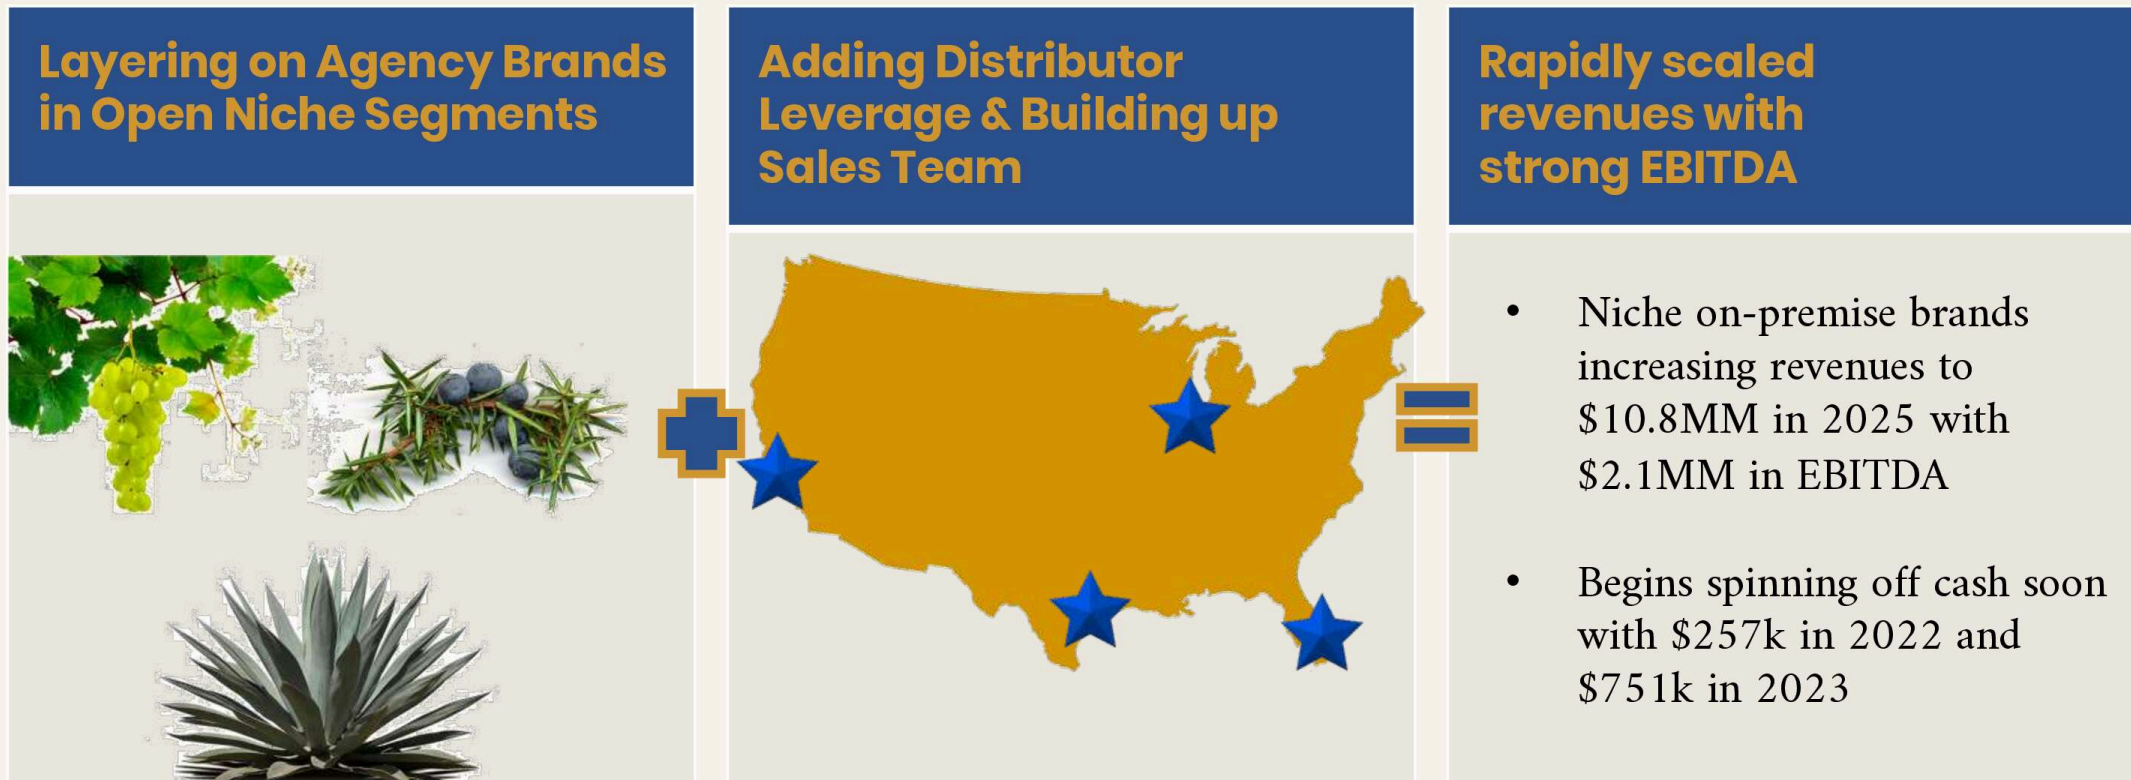 Layering on Agency Brands
in Open Niche Segments
Adding Distributor
Leverage & Building up
Sales Team
Rapidly scaled
revenues with
strong EBITDA
• Niche on-premise brands
increasing revenues to
$10.8MM in 2025 with
$2.1MM in EBITDA
• Begins spinning off cash soon
with $257k in 2022 and
$751k in 2023